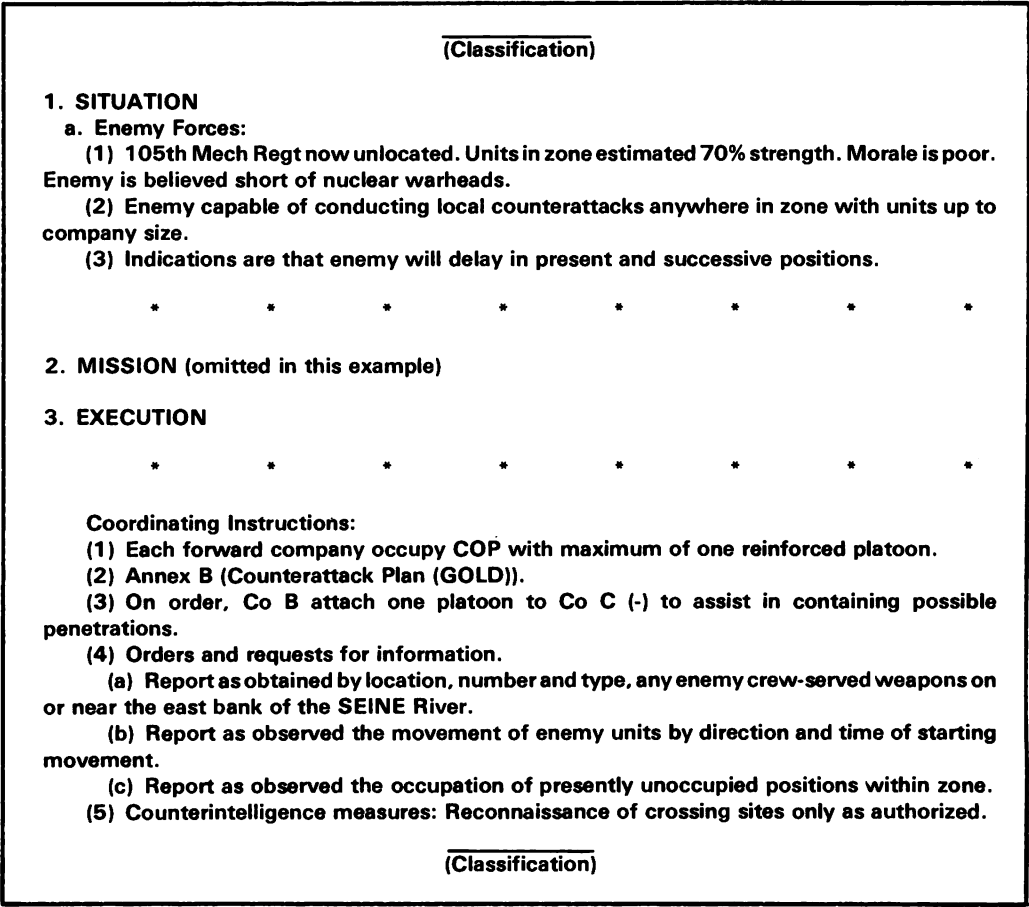 (Classification)
1. SITUATION
a. Enemy Forces:
(1) 105th Mech Regt now unlocated. Units in zone estimated 70% strength. Morale is poor.
Enemy is believed short of nuclear warheads.
(2) Enemy capable of conducting local counterattacks anywhere in zone with units up to
company size.
(3) Indications are that enemy will delay in present and successive positions.
* * * * * * * *
2. MISSION (omitted in this example)
3. EXECUTION
* * * * * * * *
Coordinating Instructions:
(1) Each forward company occupy COP with maximum of one reinforced platoon.
(2) Annex B (Counterattack Plan (GOLD)).
(3) On order, Co B attach one platoon to Co C (-) to assist in containing possible
penetrations.
(4) Orders and requests for information.
(a) Report as obtained by location, number and type, any enemy crew-served weapons on
or near the east bank of the SEINE River.
(b) Report as observed the movement of enemy units by direction and time of starting
movement.
(c) Report as observed the occupation of presently unoccupied positions within zone.
(5) Counterintelligence measures: Reconnaissance of crossing sites only as authorized.
(Classification)